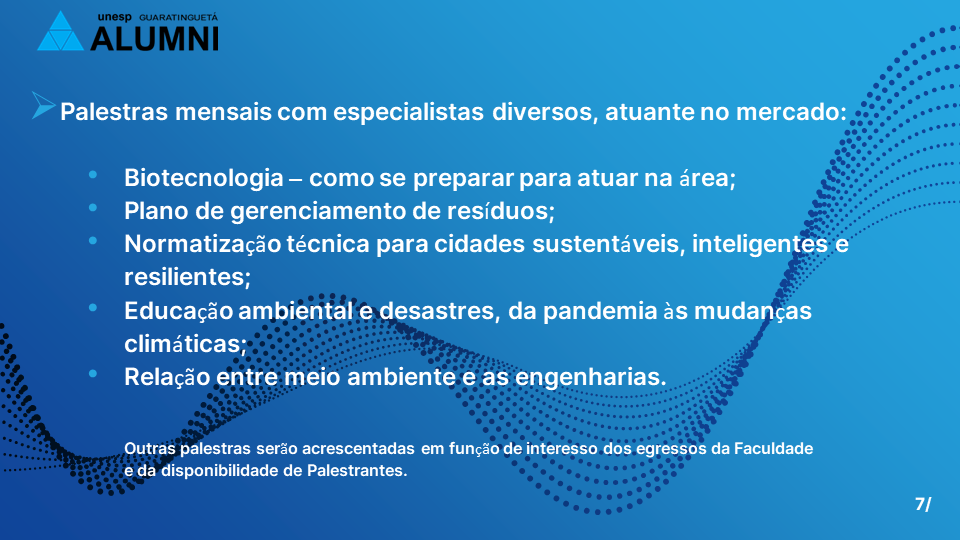 unesp GUARATINGUETÁ
ALUMNI
Palestras mensais com especialistas diversos, atuante no mercado:
Biotecnologia – como se preparar para atuar na área;
Plano de gerenciamento de resíduos;
Normatização técnica para cidades sustentáveis, inteligentes e
resilientes;
Educação ambiental e desastres, da pandemia às mudanças
climáticas;
Relação entre meio ambiente e as engenharias.
Outras palestras serão acrescentadas em função de interesso dos egressos da Faculdade
e da disponibilidade de Palestrantes.
7/